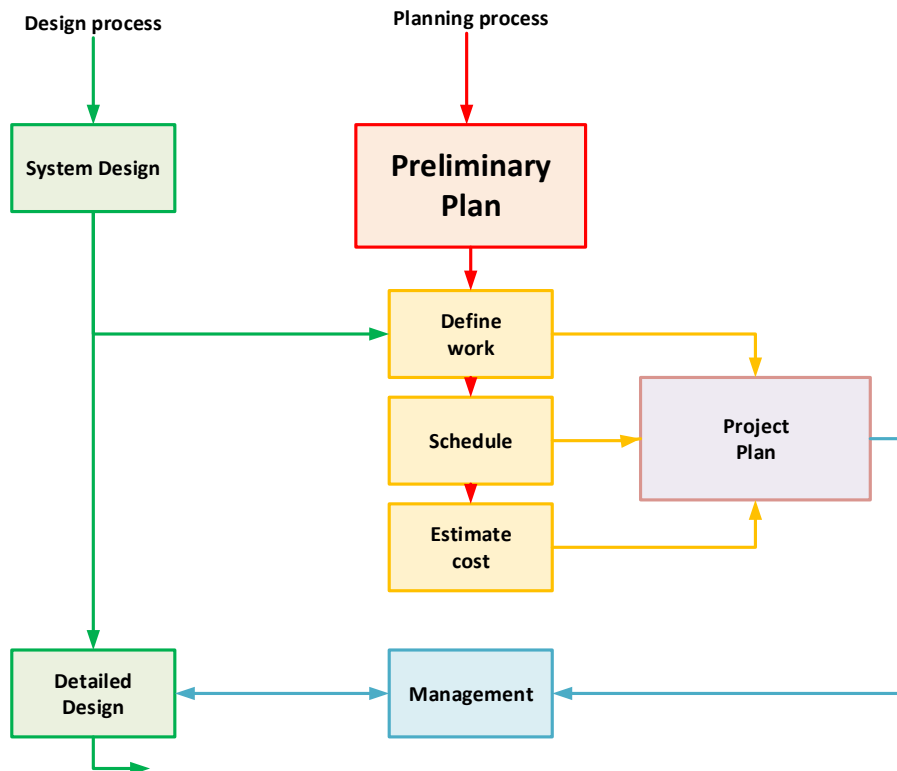 Design process
Planning process
System Design
Preliminary
Plan
Define
work
Schedule
Project
Plan
Estimate
cost
Detailed
Design
Management